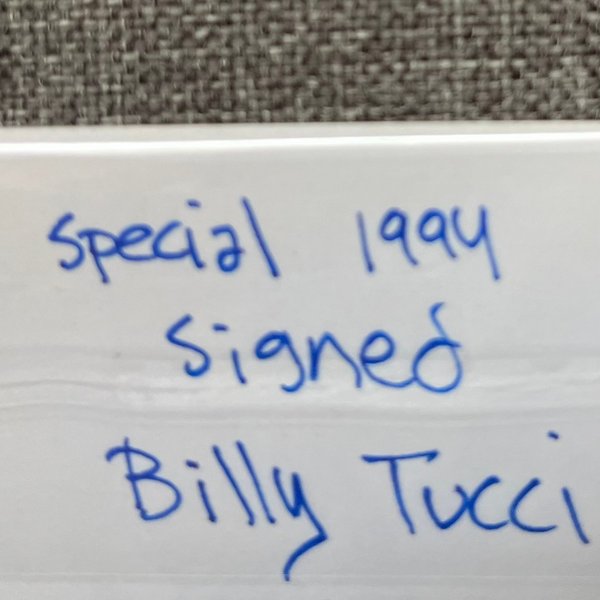 special 1994
signed
Billy Tucci